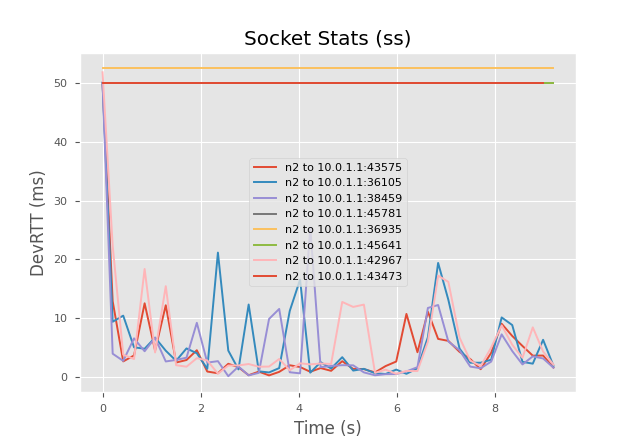 Socket Stats (ss)
DevRTT (ms)
50
40
30
20
10
0
n2 to 10.0.1.1:43575
n2 to 10.0.1.1:36105
n2 to 10.0.1.1:38459
n2 to 10.0.1.1:45781
n2 to 10.0.1.1:36935
n2 to 10.0.1.1:45641
n2 to 10.0.1.1:42967
n2 to 10.0.1.1:43473
0 2 4 6 8
Time (s)